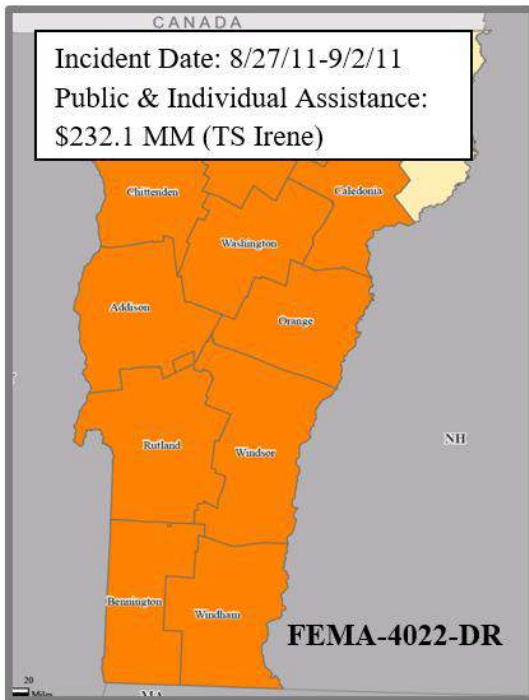 CANADA
Incident Date: 8/27/11-9/2/11
Public & Individual Assistance:
$232.1 MM (TS Irene)
Chittenden
Caledonia
Washington
Addison
Orange
Rutland
Windsor
NH
Bennington
Windham
FEMA-4022-DR
20
Miles
MA